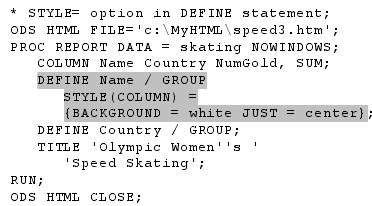 * STYLE= option in DEFINE statement;
ODS HTML FILE='c:\MyHTML\speed3.htm';
PROC REPORT DATA = skating NOWINDOWS;
COLUMN Name Country NumGold, SUM;
DEFINE Name / GROUP
STYLE(COLUMN) =
{BACKGROUND = white JUST = center};
DEFINE Country / GROUP;
TITLE 'Olympic Women''s '
'Speed Skating';
RUN;
ODS HTML CLOSE;